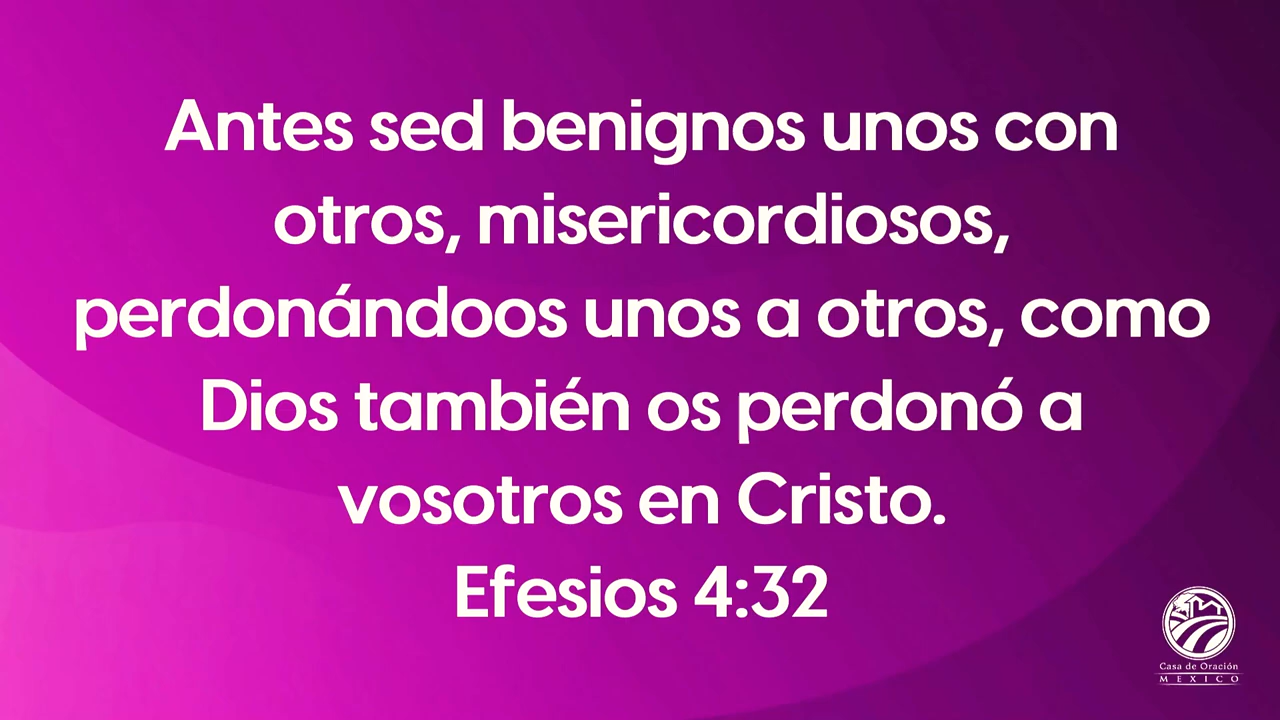 Antes sed benignos unos con
otros, misericordiosos,
perdonándoos unos a otros, como
Dios también os perdonó a
vosotros en Cristo.
Efesios 4:32
Casa de Oración
MEXICO